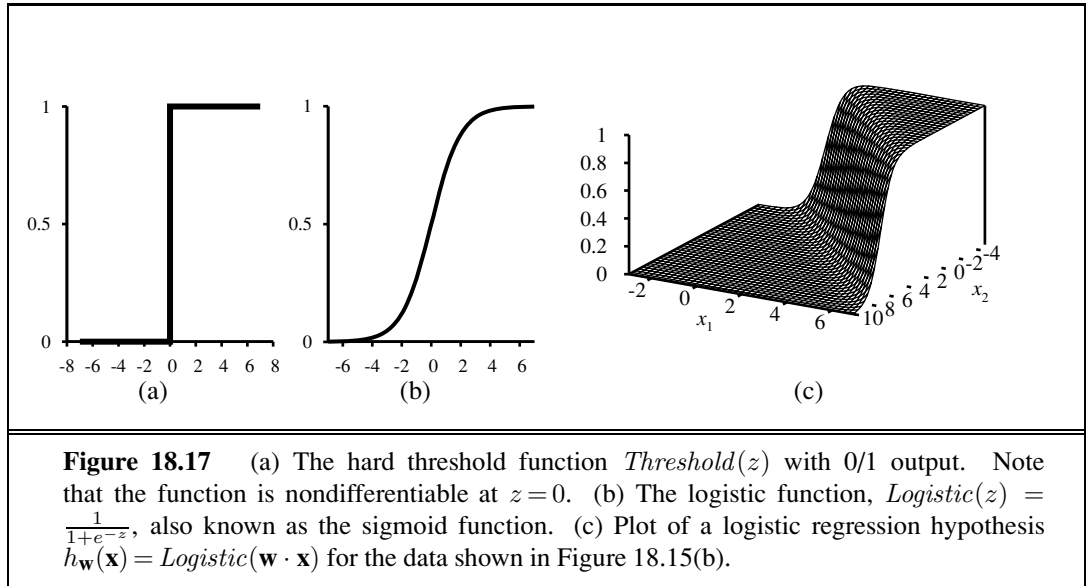 1
0.5
0
-8 -6 -4 -2 0 2 4 6 8
(a)
1
0.5
0
-6 -4 -2 0 2 4 6
(b)
1
0.8
0.6
0.4
0.2
0
-2 0 2 4 6
x1
10 8 6 4 2 0 -2 -4
x2
(c)
Figure 18.17 (a) The hard threshold function Threshold(z) with 0/1 output. Note
that the function is nondifferentiable at z = 0. (b) The logistic function, Logistic(z) =
1/(1+e^−z), also known as the sigmoid function. (c) Plot of a logistic regression hypothesis
h_w(x) = Logistic(w · x) for the data shown in Figure 18.15(b).